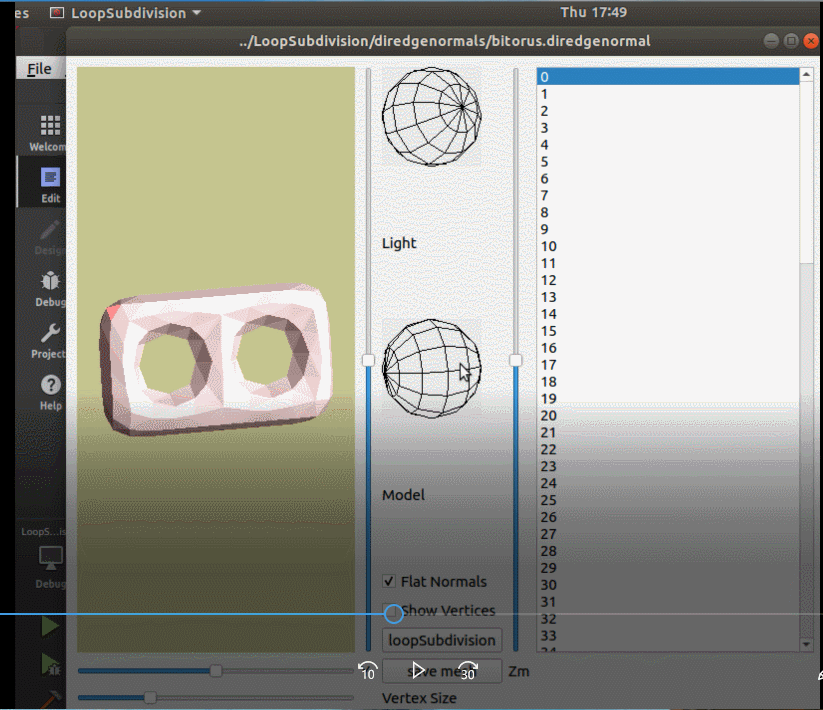 es LoopSubdivision Thu 17:49
../LoopSubdivision/diredgenormals/bitorus.diredgenormal
File
Welcom
Edit
Design
Debug
Project
Help
LoopS...is
Debug
Light
Model
Flat Normals
Show Vertices
loopSubdivision
save mesh
Zm
10
30
Vertex Size
0
1
2
3
4
5
6
7
8
9
10
11
12
13
14
15
16
17
18
19
20
21
22
23
24
25
26
27
28
29
30
31
32
33
34